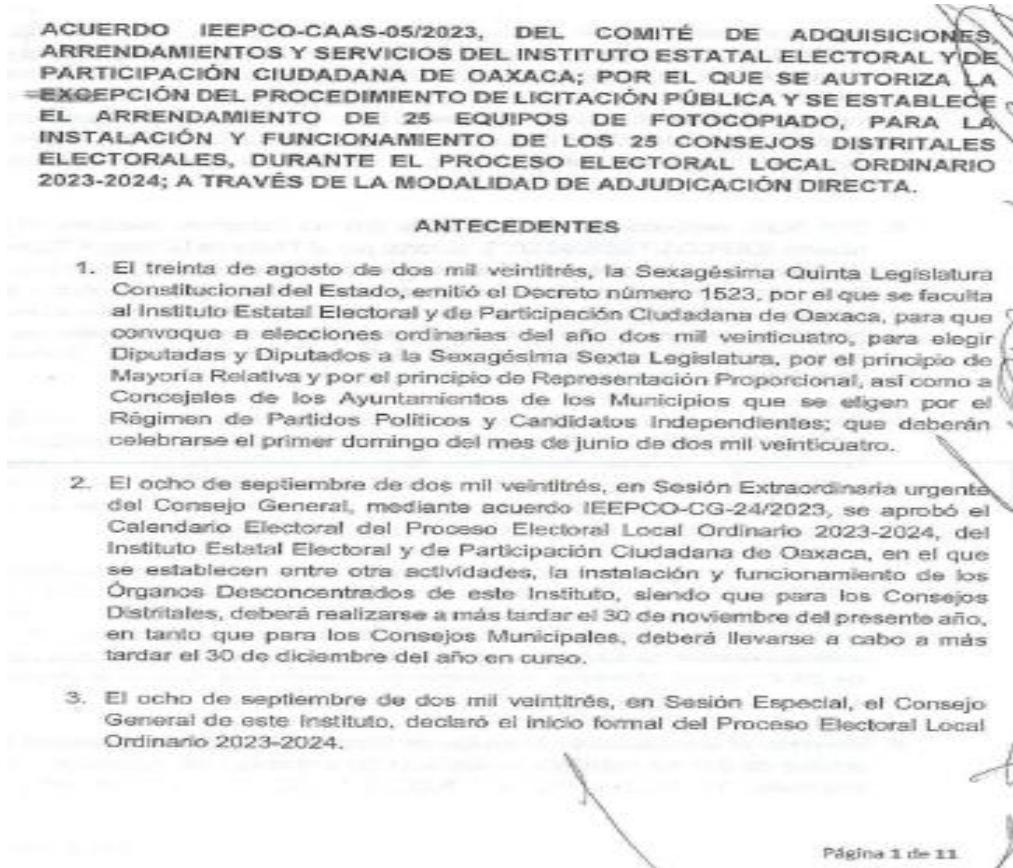 ACUERDO IEEPCO-CAAS-05/2023, DEL COMITÉ DE ADQUISICIONES,
ARRENDAMIENTOS Y SERVICIOS DEL INSTITUTO ESTATAL ELECTORAL Y DE
PARTICIPACIÓN CIUDADANA DE OAXACA; POR EL QUE SE AUTORIZA LA
EXCEPCIÓN DEL PROCEDIMIENTO DE LICITACIÓN PÚBLICA Y SE ESTABLECE
EL ARRENDAMIENTO DE 25 EQUIPOS DE FOTOCOPIADO, PARA LA
INSTALACIÓN Y FUNCIONAMIENTO DE LOS 25 CONSEJOS DISTRITALES
ELECTORALES, DURANTE EL PROCESO ELECTORAL LOCAL ORDINARIO
2023-2024; A TRAVÉS DE LA MODALIDAD DE ADJUDICACIÓN DIRECTA.
ANTECEDENTES
1. El treinta de agosto de dos mil veintitrés, la Sexagésima Quinta Legislatura
Constitucional del Estado, emitió el Decreto número 1523, por el que se faculta
al Instituto Estatal Electoral y de Participación Ciudadana de Oaxaca, para que
convoque a elecciones ordinarias del año dos mil veinticuatro, para elegir
Diputadas y Diputados a la Sexagésima Sexta Legislatura, por el principio de
Mayoría Relativa y por el principio de Representación Proporcional, así como a
Concejales de los Ayuntamientos de los Municipios que se eligen por el
Régimen de Partidos Políticos y Candidatos Independientes; que deberán
celebrarse el primer domingo del mes de junio de dos mil veinticuatro.
2. El ocho de septiembre de dos mil veintitrés, en Sesión Extraordinaria urgente
del Consejo General, mediante acuerdo IEEPCO-CG-24/2023, se aprobó el
Calendario Electoral del Proceso Electoral Local Ordinario 2023-2024, del
Instituto Estatal Electoral y de Participación Ciudadana de Oaxaca, en el que
se establecen entre otra actividades, la instalación y funcionamiento de los
Órganos Desconcentrados de este Instituto, siendo que para los Consejos
Distritales, deberá realizarse a más tardar el 30 de noviembre del presente año,
en tanto que para los Consejos Municipales, deberá llevarse a cabo a más
tardar el 30 de diciembre del año en curso.
3. El ocho de septiembre de dos mil veintitrés, en Sesión Especial, el Consejo
General de este Instituto, declaró el inicio formal del Proceso Electoral Local
Ordinario 2023-2024.
Página 1 de 11